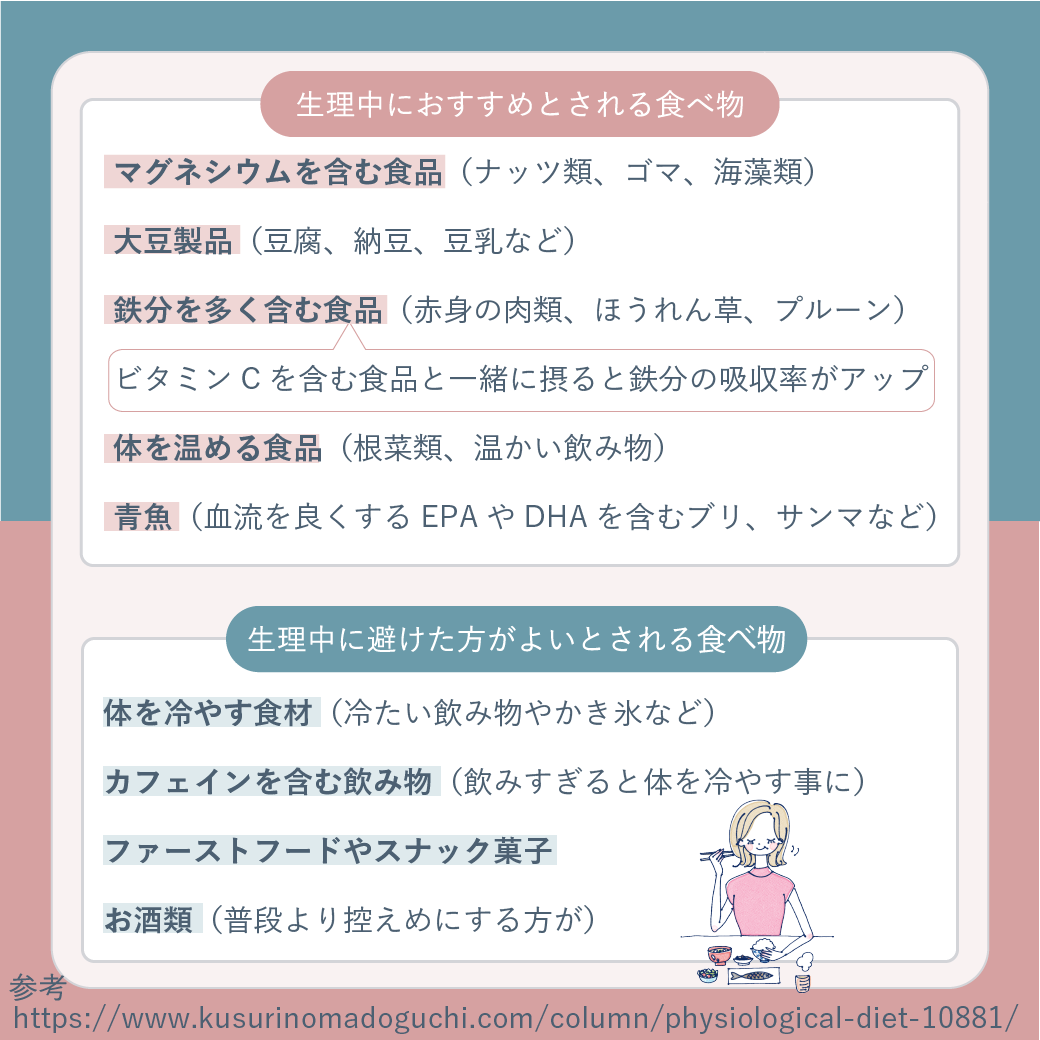 生理中におすすめとされる食べ物
マグネシウムを含む食品（ナッツ類、ゴマ、海藻類）
大豆製品（豆腐、納豆、豆乳など）
鉄分を多く含む食品（赤身の肉類、ほうれん草、プルーン）
ビタミン C を含む食品と一緒に摂ると鉄分の吸収率がアップ
体を温める食品（根菜類、温かい飲み物）
青魚（血流を良くする EPA や DHA を含むブリ、サンマなど）
生理中に避けた方がよいとされる食べ物
体を冷やす食材（冷たい飲み物やかき氷など）
カフェインを含む飲み物（飲みすぎると体を冷やす事に）
ファーストフードやスナック菓子
お酒類（普段より控えめにする方が）
参考
https://www.kusurinomadoguchi.com/column/physiological-diet-10881/